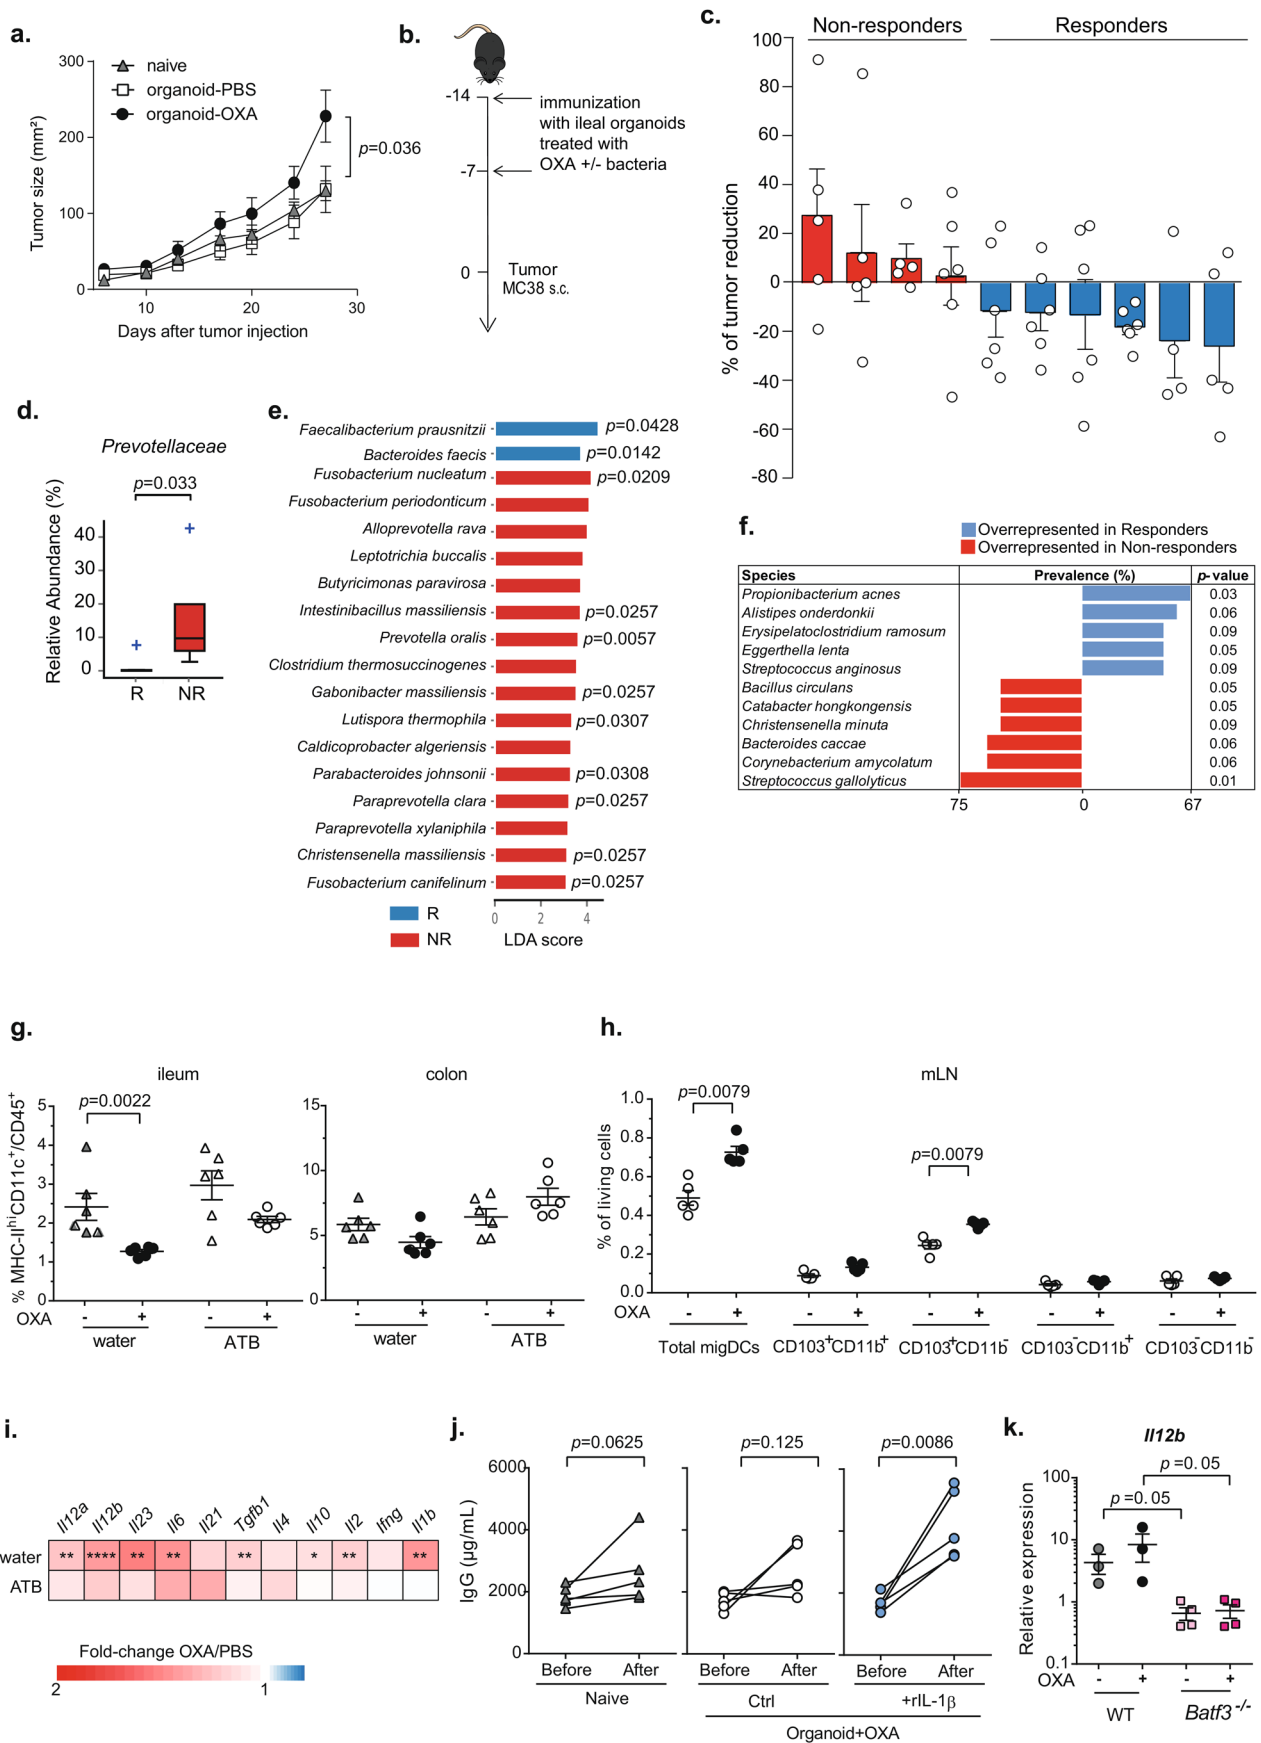 a.
300
200
100
0
Tumor size (mm²)
naive
organoid-PBS
organoid-OXA
p=0.036
10
20
30
Days after tumor injection
b.
-14
-7
0
immunization
with ileal organoids
treated with
OXA +/- bacteria
Tumor
MC38 s.c.
c.
Non-responders
Responders
% of tumor reduction
100
80
60
40
20
0
-20
-40
-60
-80
d.
Prevotellaceae
p=0.033
Relative Abundance (%)
40
30
20
10
0
R
NR
e.
Faecalibacterium prausnitzii p=0.0428
Bacteroides faecis p=0.0142
Fusobacterium nucleatum p=0.0209
Fusobacterium periodonticum
Alloprevotella rava
Leptotrichia buccalis
Butyricimonas paravirosa
Intestinibacillus massiliensis p=0.0257
Prevotella oralis p=0.0057
Clostridium thermosuccinogenes
Gabonibacter massiliensis p=0.0257
Lutispora thermophila p=0.0307
Caldicoprobacter algeriensis
Parabacteroides johnsonii p=0.0308
Paraprevotella clara p=0.0257
Paraprevotella xylaniphila
Christensenella massiliensis p=0.0257
Fusobacterium canifelinum p=0.0257
0 2 4
LDA score
R
NR
f.
Overrepresented in Responders
Overrepresented in Non-responders
Species Prevalence (%) p-value
Propionibacterium acnes 0.03
Alistipes onderdonkii 0.06
Erysipelatoclostridium ramosum 0.09
Eggerthella lenta 0.05
Streptococcus anginosus 0.09
Bacillus circulans 0.05
Catabacter hongkongensis 0.05
Christensenella minuta 0.09
Bacteroides caccae 0.06
Corynebacterium amycolatum 0.06
Streptococcus gallolyticus 0.01
75 0 67
g.
ileum
colon
% MHC-IIhiCD11c+/CD45+
p=0.0022
5
4
3
2
1
0
15
10
5
0
OXA - + - + - + - +
water ATB water ATB
h.
mLN
% of living cells
1.0
0.8
0.6
0.4
0.2
0.0
p=0.0079
p=0.0079
OXA - + - + - + - + - +
Total migDCs CD103+CD11b+ CD103+CD11b- CD103-CD11b+ CD103-CD11b-
i.
Il12a Il12b Il23 Il6 Il21 Tgfb1 Il4 Il10 Il2 Ifng Il1b
water ** **** ** ** ** * ** **
ATB
Fold-change OXA/PBS
2 1
j.
IgG (µg/mL)
6000
4000
2000
0
p=0.0625
p=0.125
p=0.0086
Before After Before After Before After
Naive Ctrl +rIL-1β
Organoid+OXA
k.
Il12b
p =0.05
p =0.05
Relative expression
100
10
1
0.1
OXA - + - +
WT Batf3-/-